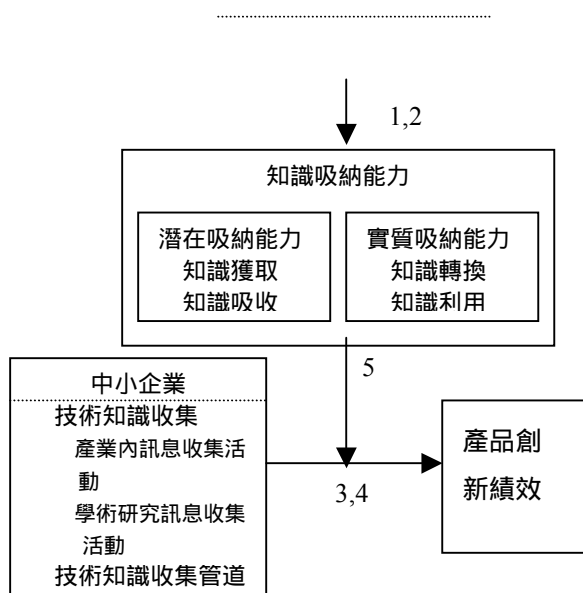 1,2
知識吸納能力
潛在吸納能力
知識獲取
知識吸收
實質吸納能力
知識轉換
知識利用
5
中小企業
技術知識收集
產業內訊息收集活
動
學術研究訊息收集
活動
技術知識收集管道
3,4
產品創
新績效